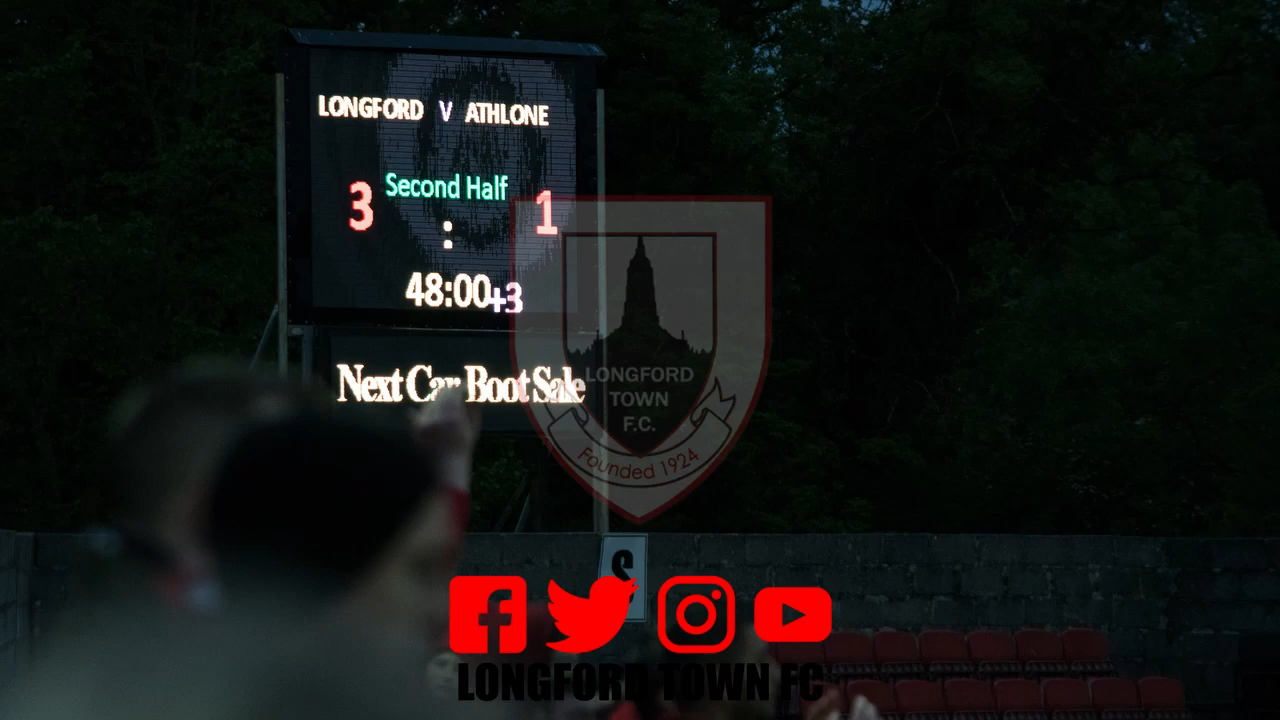 LONGFORD V ATHLONE
Second Half
3 : 1
48:00+3
Next Car Boot Sale
LONGFORD
TOWN
F.C.
Founded 1924
S
LONGFORD TOWN FC